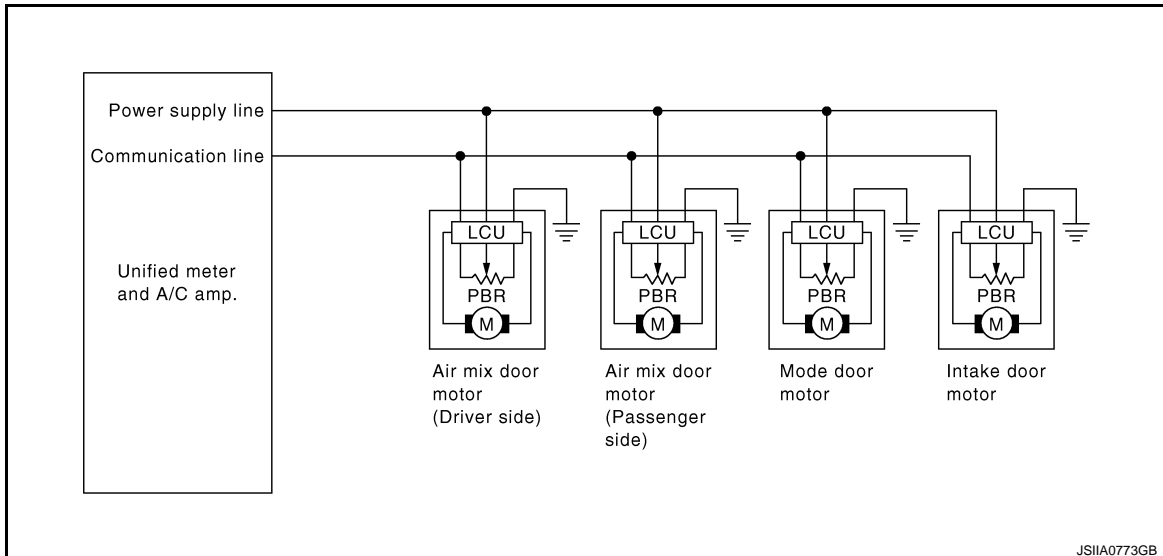 Power supply line
Communication line
Unified meter
and A/C amp.
LCU
PBR
M
Air mix door
motor
(Driver side)
LCU
PBR
M
Air mix door
motor
(Passenger
side)
LCU
PBR
M
Mode door
motor
LCU
PBR
M
Intake door
motor
JSIIA0773GB